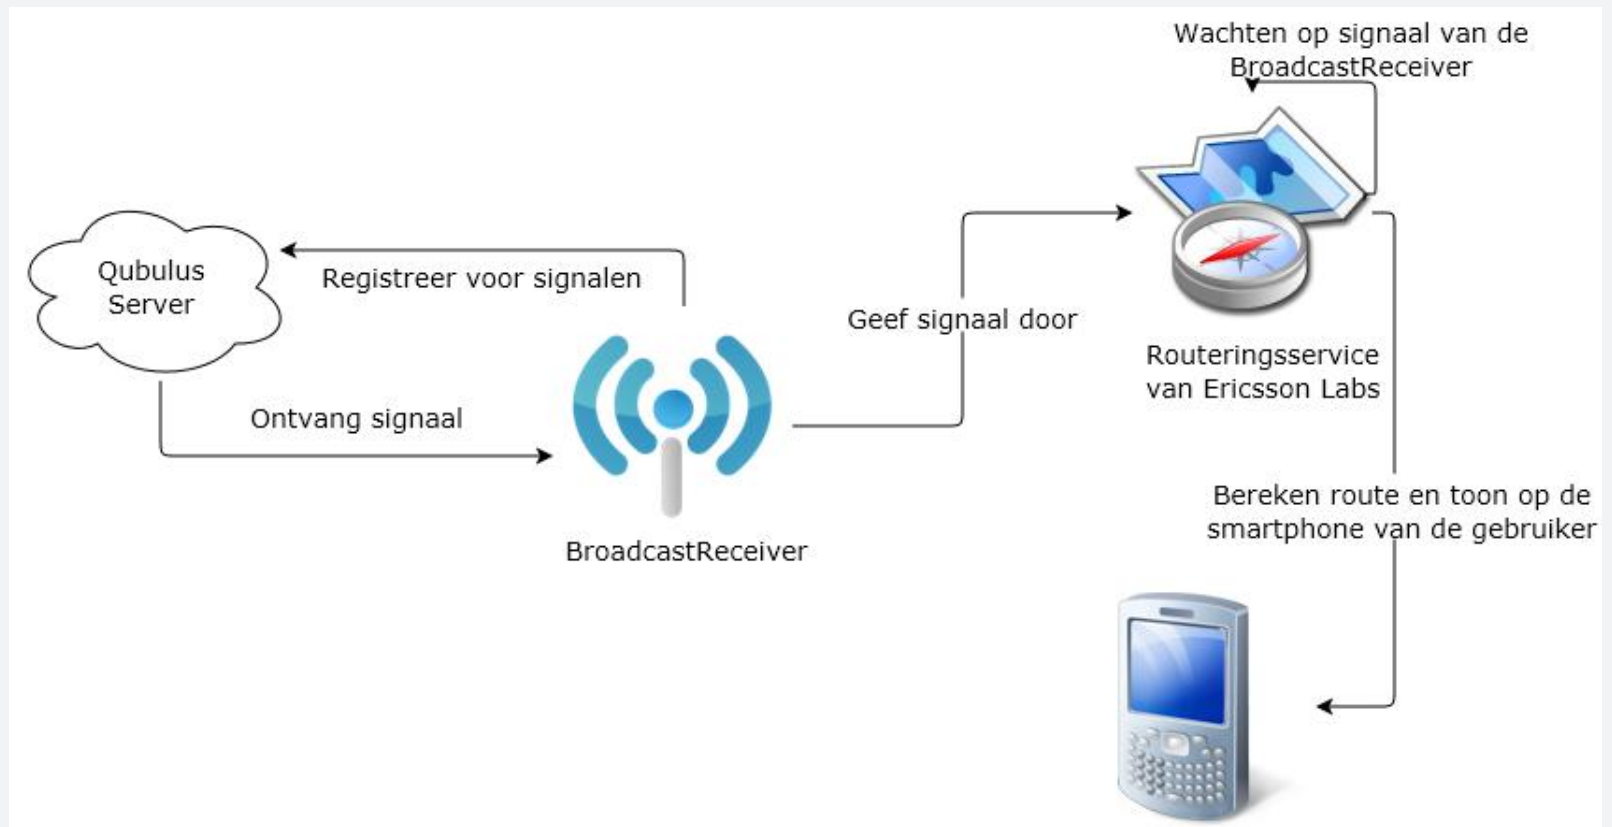 Wachten op signaal van de
BroadcastReceiver
Qubulus
Server
Registreer voor signalen
Geef signaal door
Routeringsservice
van Ericsson Labs
Ontvang signaal
Bereken route en toon op de
smartphone van de gebruiker
BroadcastReceiver